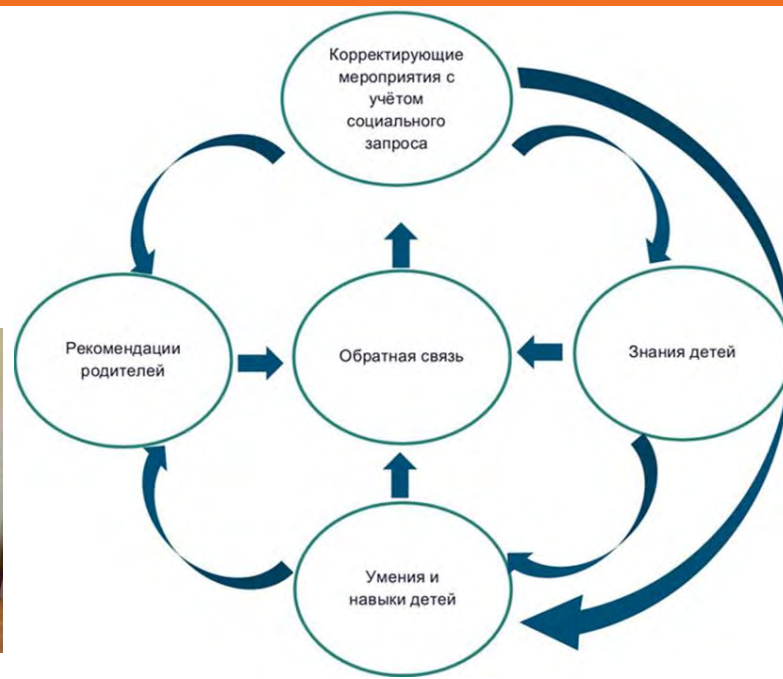 Корректирующие
мероприятия с
учётом
социального
запроса
Рекомендации
родителей
Обратная связь
Знания детей
Умения и
навыки детей